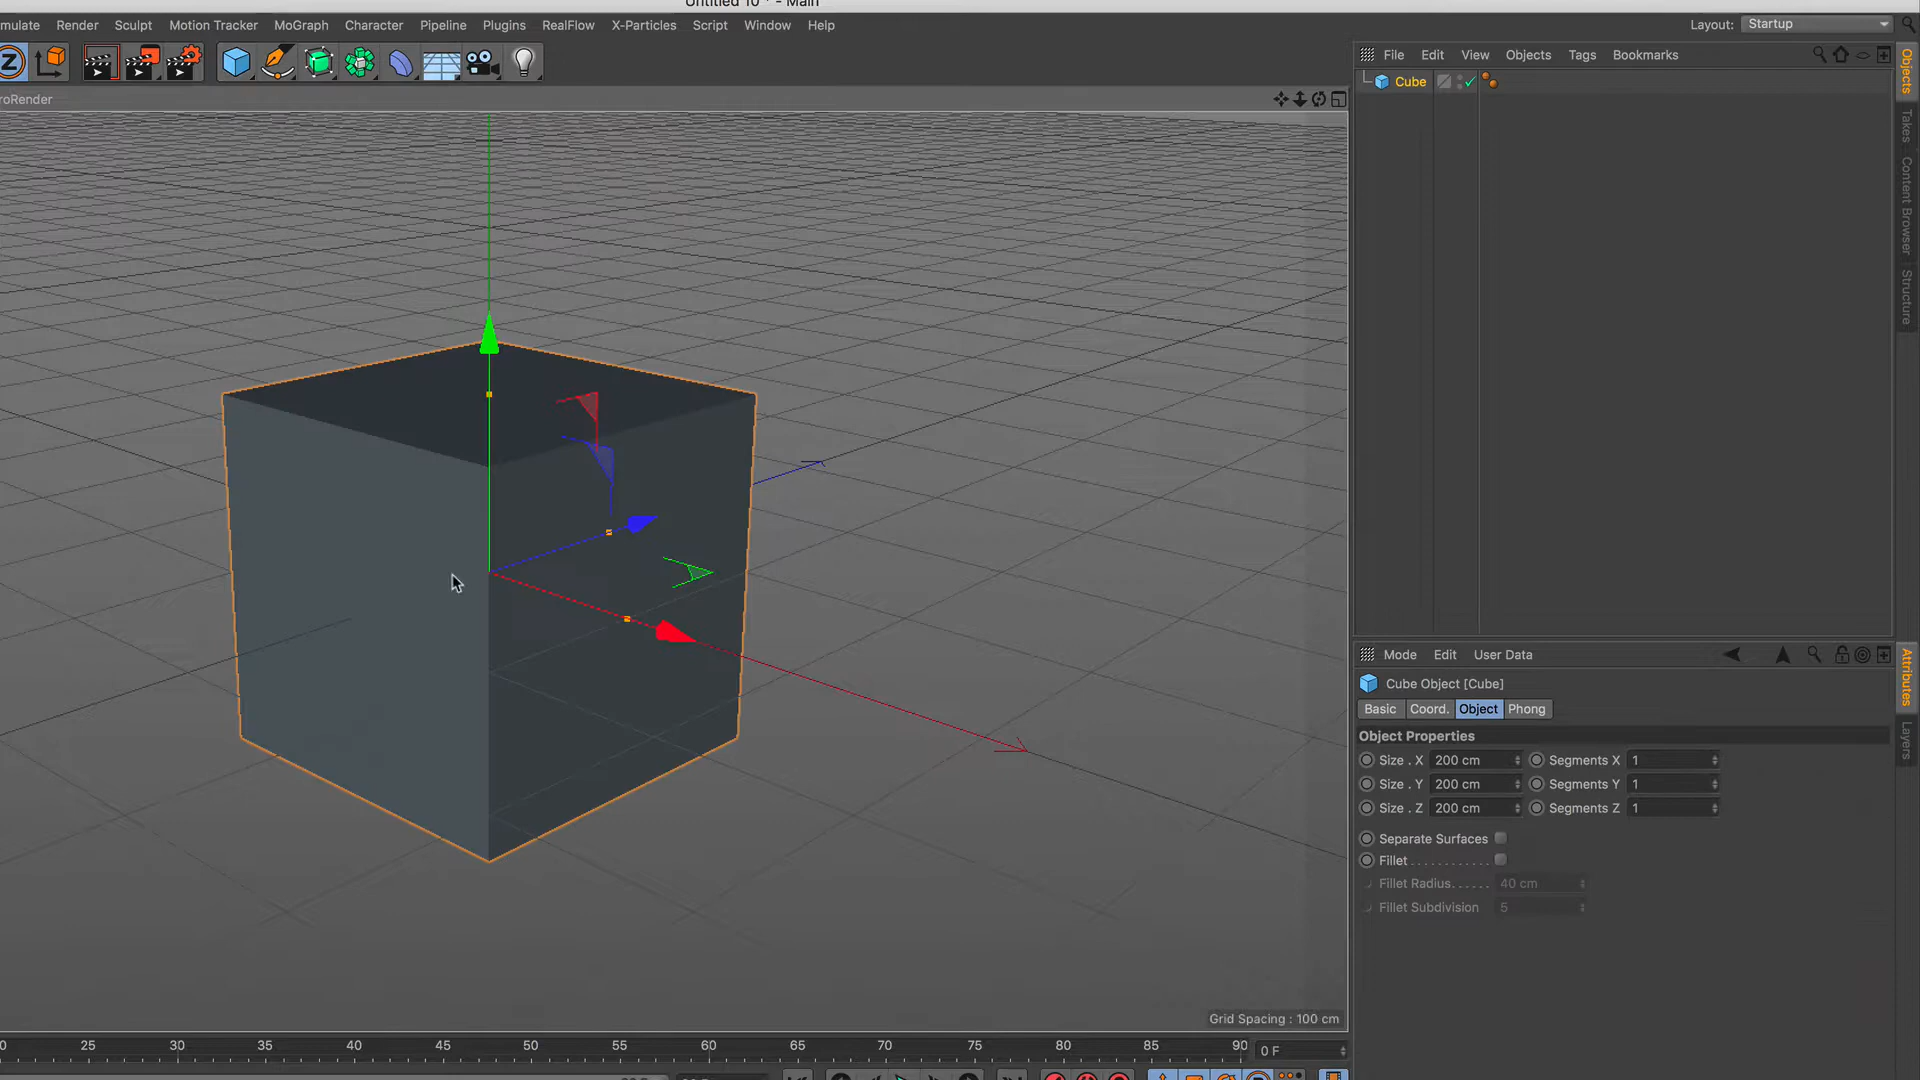 Untitled 10 * - Main
mulate Render Sculpt Motion Tracker MoGraph Character Pipeline Plugins RealFlow X-Particles Script Window Help
Layout: Startup
File Edit View Objects Tags Bookmarks
Cube
roRender
Objects
Takes
Content Browser
Structure
Mode Edit User Data
Cube Object [Cube]
Basic Coord. Object Phong
Object Properties
Size . X 200 cm Segments X 1
Size . Y 200 cm Segments Y 1
Size . Z 200 cm Segments Z 1
Separate Surfaces
Fillet . . . . . . . . . . . .
Fillet Radius. . . . . . 40 cm
Fillet Subdivision 5
Attributes
Layers
Grid Spacing : 100 cm
0 25 30 35 40 45 50 55 60 65 70 75 80 85 90 0 F